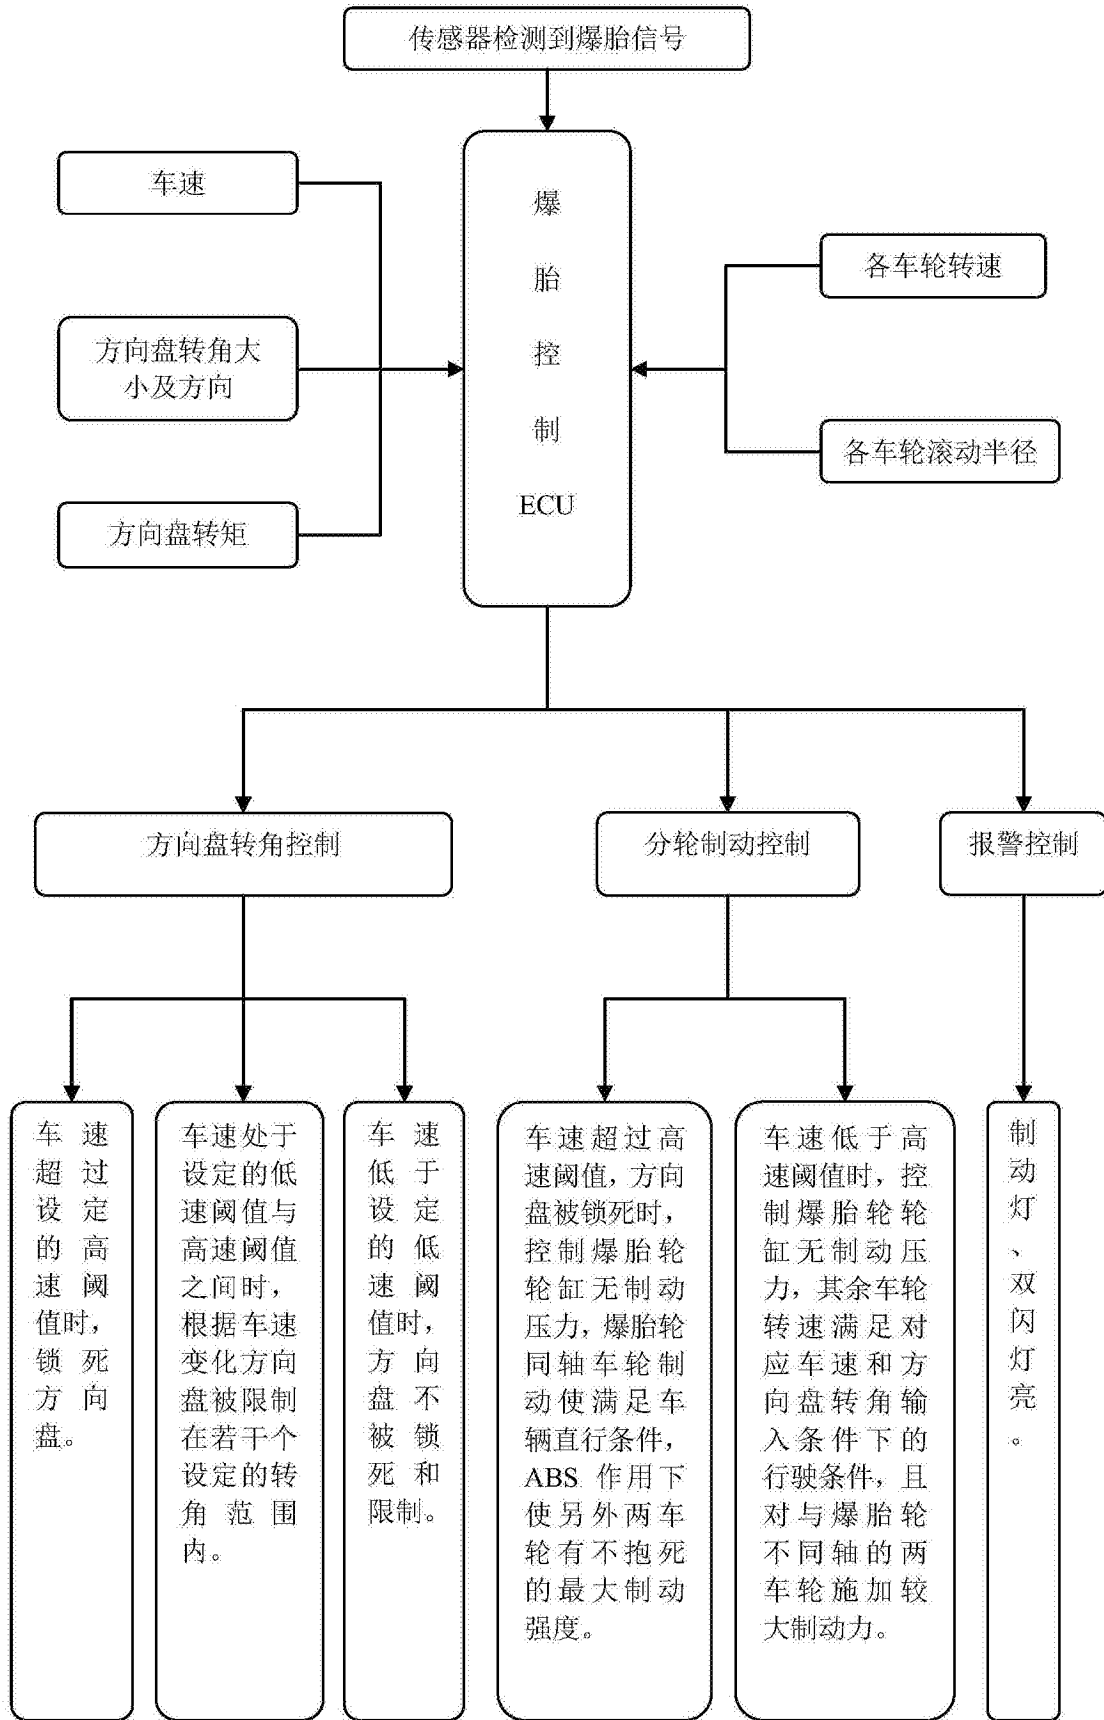 传感器检测到爆胎信号
车速
方向盘转角大
小及方向
方向盘转矩
爆
胎
控
制
ECU
各车轮转速
各车轮滚动半径
方向盘转角控制
分轮制动控制
报警控制
车速
超过
设定
的高
速阈
值时，
锁死
方向
盘。
车速处于
设定的低
速阈值与
高速阈值
之间时，
根据车速
变化方向
盘被限制
在若干个
设定的转
角范围
内。
车速
低于
设定
的低
速阈
值时，
方向
盘不
被锁
死和
限制。
车速超过高
速阈值，方向
盘被锁死时，
控制爆胎轮
轮缸无制动
压力，爆胎轮
同轴车轮制
动使满足车
辆直行条件，
ABS 作用下
使另外两车
轮有不抱死
的最大制动
强度。
车速低于高
速阈值时，控
制爆胎轮轮
缸无制动压
力，其余车轮
转速满足对
应车速和方
向盘转角输
入条件下的
行驶条件，且
对与爆胎轮
不同轴的两
车轮施加较
大制动力。
制
动
灯
、
双
闪
灯
亮
。